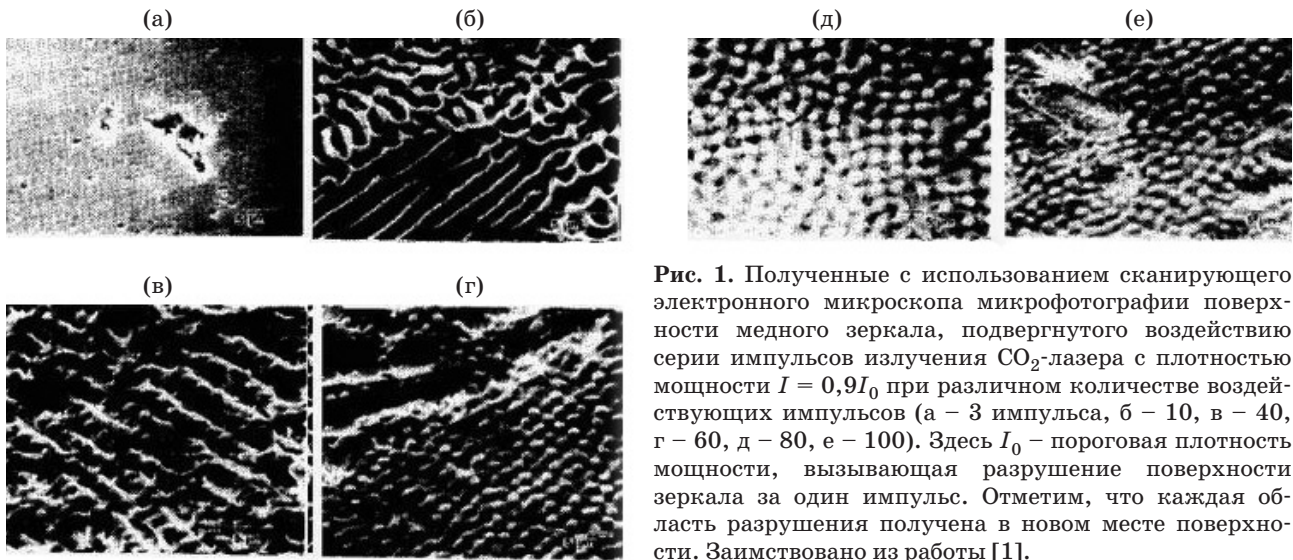 (а)
(б)
(д)
(е)
(в)
(г)
Рис. 1. Полученные с использованием сканирующего
электронного микроскопа микрофотографии поверх-
ности медного зеркала, подвергнутого воздействию
серии импульсов излучения CO₂-лазера с плотностью
мощности I = 0,9I₀ при различном количестве воздей-
ствующих импульсов (а – 3 импульса, б – 10, в – 40,
г – 60, д – 80, е – 100). Здесь I₀ – пороговая плотность
мощности, вызывающая разрушение поверхности
зеркала за один импульс. Отметим, что каждая об-
ласть разрушения получена в новом месте поверхно-
сти. Заимствовано из работы [1].